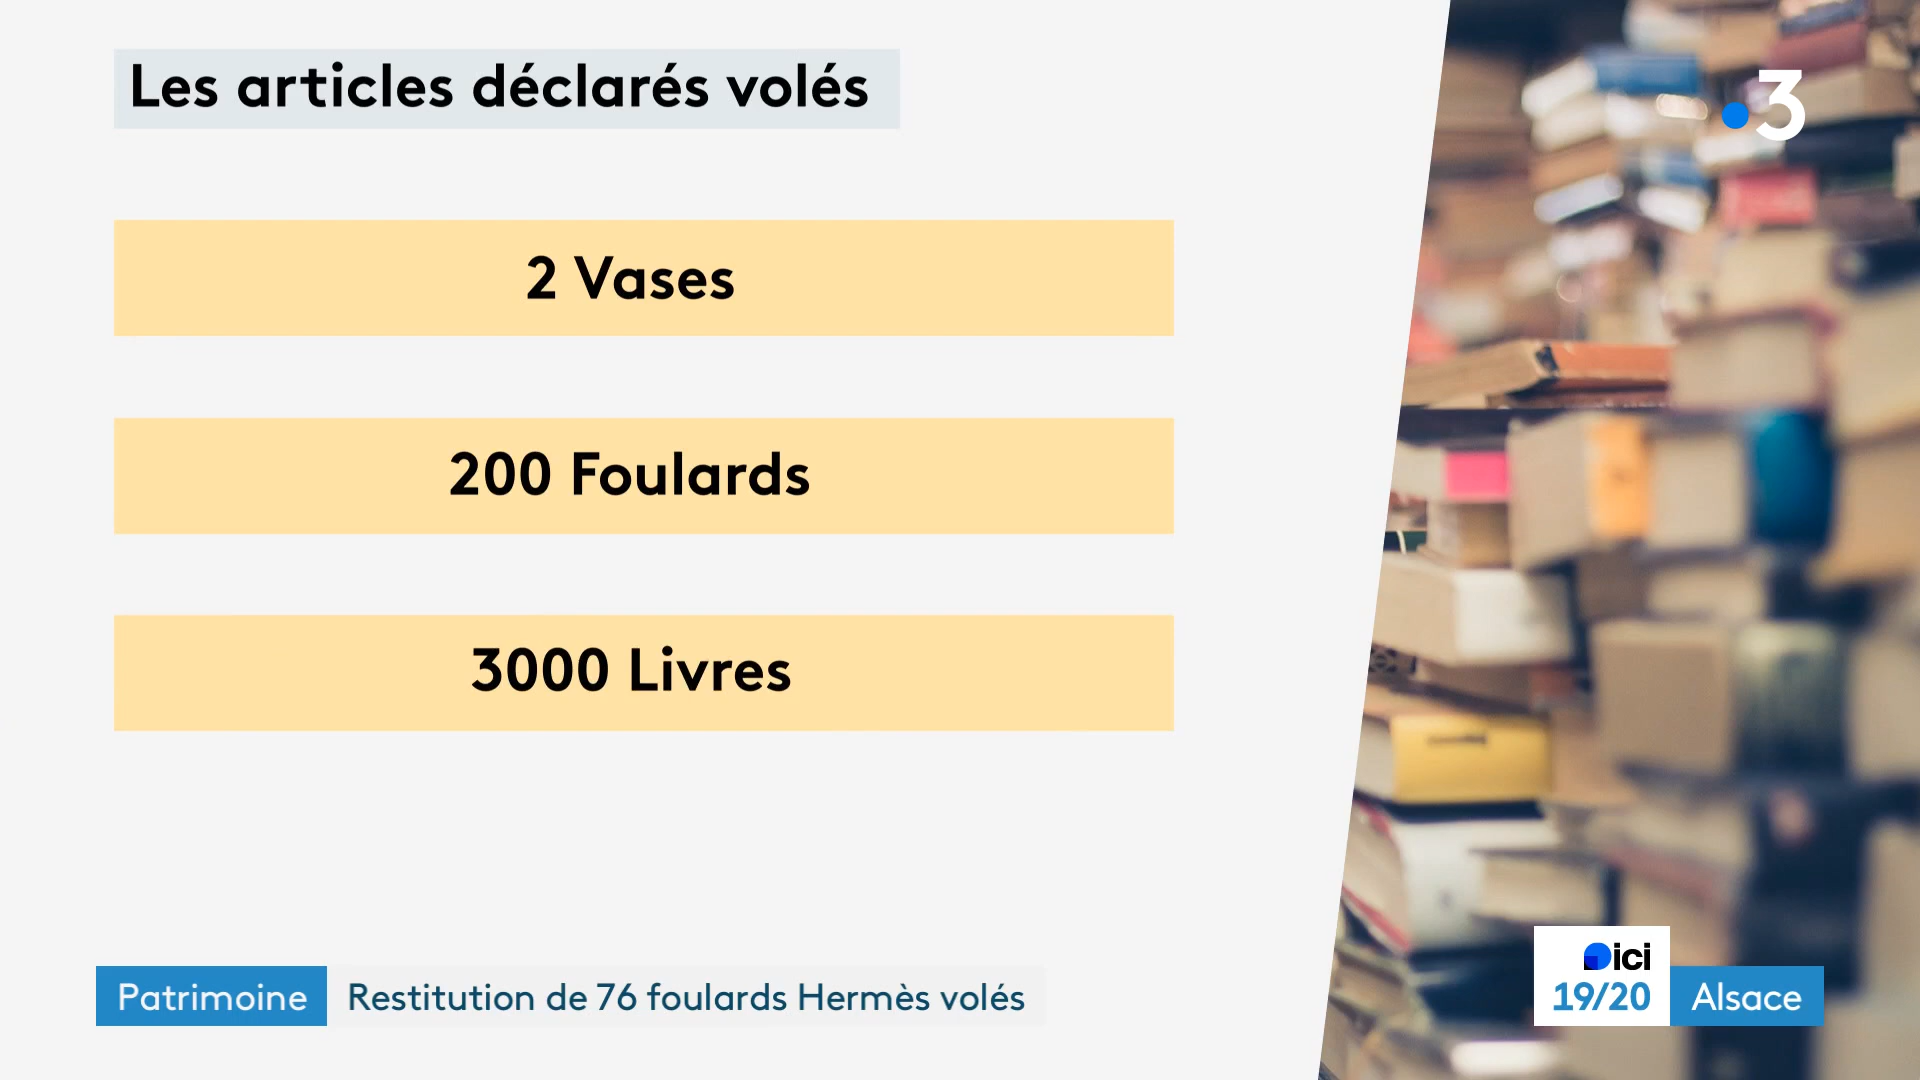 Les articles déclarés volés
3
2 Vases
200 Foulards
3000 Livres
Patrimoine
Restitution de 76 foulards Hermès volés
ici
19/20
Alsace